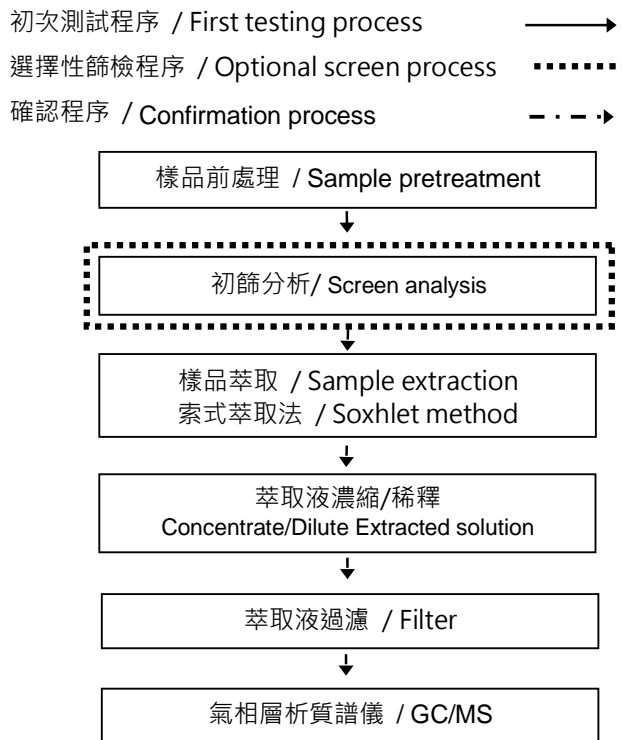 初次測試程序 / First testing process
選擇性篩檢程序 / Optional screen process
確認程序 / Confirmation process
樣品前處理 / Sample pretreatment
初篩分析/ Screen analysis
樣品萃取 / Sample extraction
索式萃取法 / Soxhlet method
萃取液濃縮/稀釋
Concentrate/Dilute Extracted solution
萃取液過濾 / Filter
氣相層析質譜儀 / GC/MS